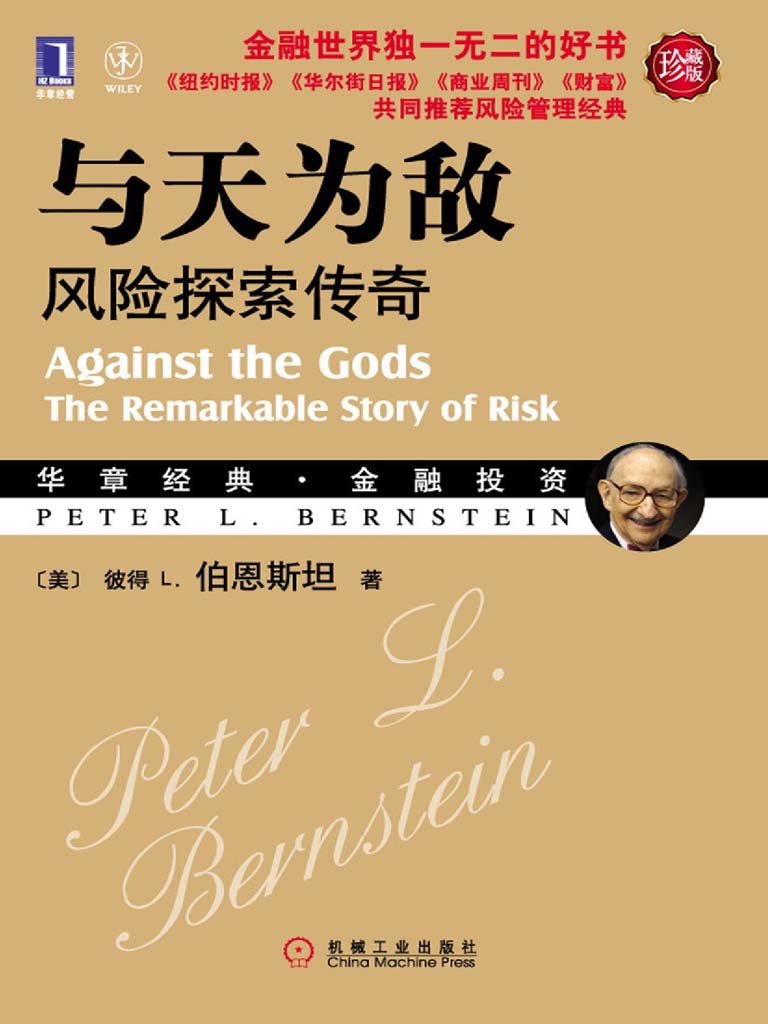 HZ Books
华章经管
WILEY
金融世界独一无二的好书
《纽约时报》《华尔街日报》《商业周刊》《财富》
共同推荐风险管理经典
珍藏版
与天为敌
风险探索传奇
Against the Gods
The Remarkable Story of Risk
华章经典·金融投资
PETER L. BERNSTEIN
〔美〕 彼得 L. 伯恩斯坦 著
Peter L.
Bernstein
机械工业出版社
China Machine Press